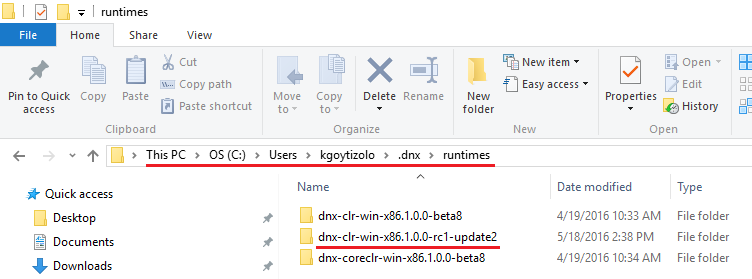 runtimes
File Home Share View
Pin to Quick access
Copy
Paste
Cut
Copy path
Paste shortcut
Move to
Copy to
Delete
Rename
New folder
New item
Easy access
Properties
Open
Edit
History
Clipboard Organize New Open
This PC > OS (C:) > Users > kgoytizolo > .dnx > runtimes
Quick access
Desktop
Documents
Downloads
Name Date modified Type
dnx-clr-win-x86.1.0.0-beta8 4/19/2016 10:33 AM File folder
dnx-clr-win-x86.1.0.0-rc1-update2 5/18/2016 2:38 PM File folder
dnx-coreclr-win-x86.1.0.0-beta8 4/19/2016 10:34 AM File folder